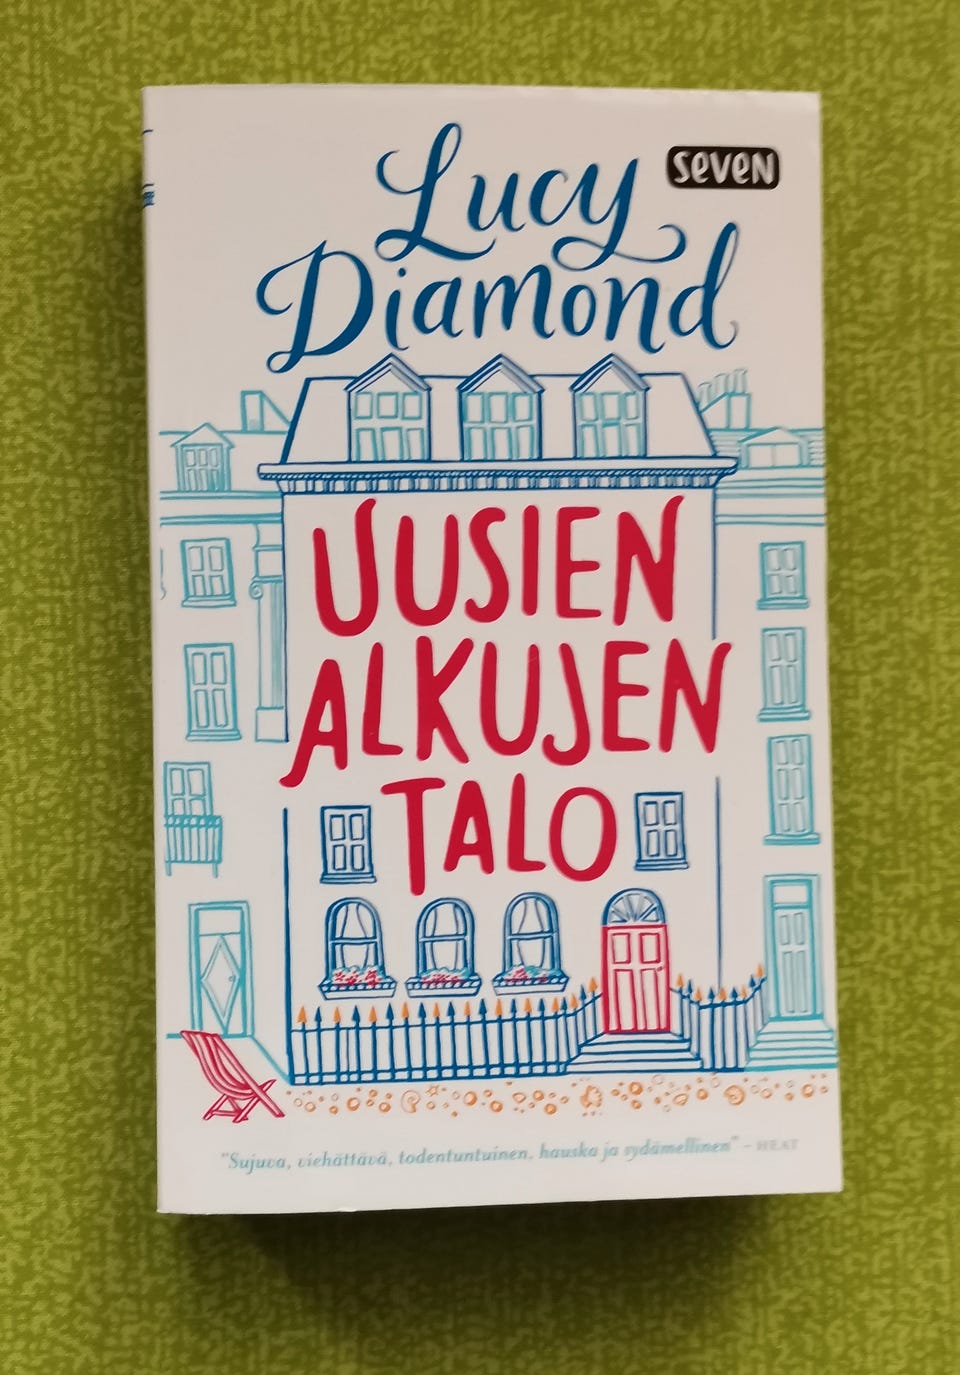 Lucy
seven
Diamond
UUSIEN
ALKUJEN
TALO
"Sujuva, viehättävä, todentuntuinen, hauska ja sydämellinen" – HEAT